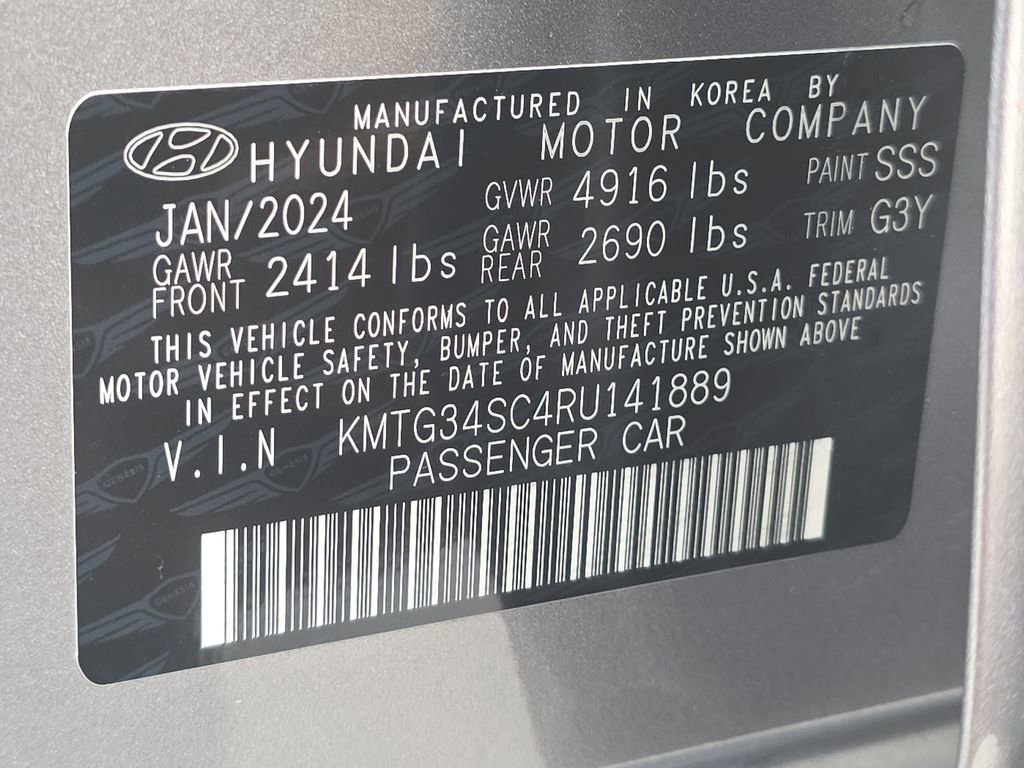 MANUFACTURED IN KOREA BY
HYUNDAI MOTOR COMPANY
JAN/2024 GVWR 4916 lbs PAINT SSS
GAWR FRONT 2414 lbs GAWR REAR 2690 lbs TRIM G3Y
THIS VEHICLE CONFORMS TO ALL APPLICABLE U.S.A. FEDERAL
MOTOR VEHICLE SAFETY, BUMPER, AND THEFT PREVENTION STANDARDS
IN EFFECT ON THE DATE OF MANUFACTURE SHOWN ABOVE
V.I.N KMTG34SC4RU141889
PASSENGER CAR
GENESIS
GENESIS